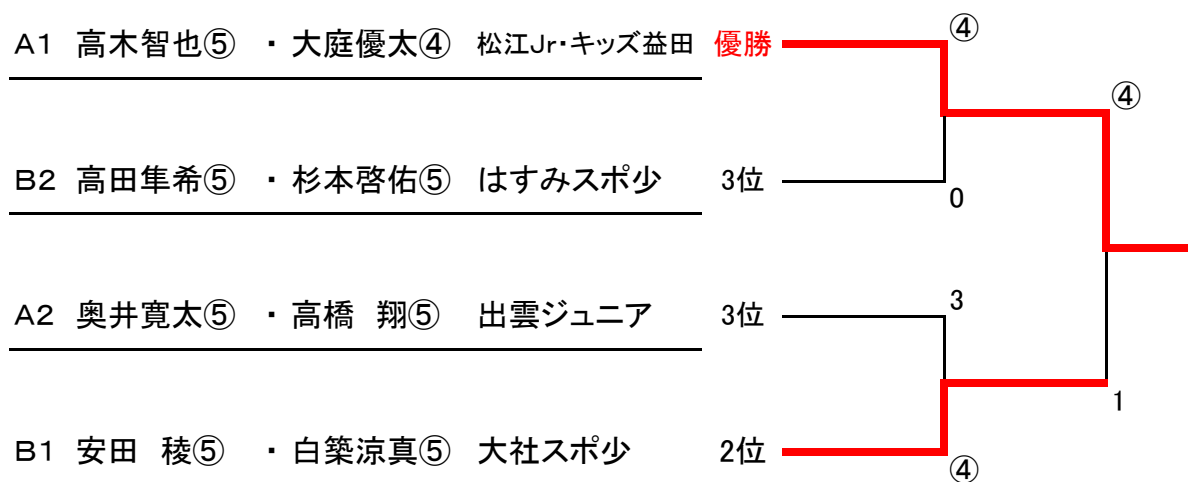 A1 高木智也⑤ ・大庭優太④ 松江Jr・キッズ益田 優勝
④
④
B2 高田隼希⑤ ・杉本啓佑⑤ はすみスポ少 3位
0
A2 奥井寛太⑤ ・高橋 翔⑤ 出雲ジュニア 3位
3
1
B1 安田 稜⑤ ・白築涼真⑤ 大社スポ少 2位
④